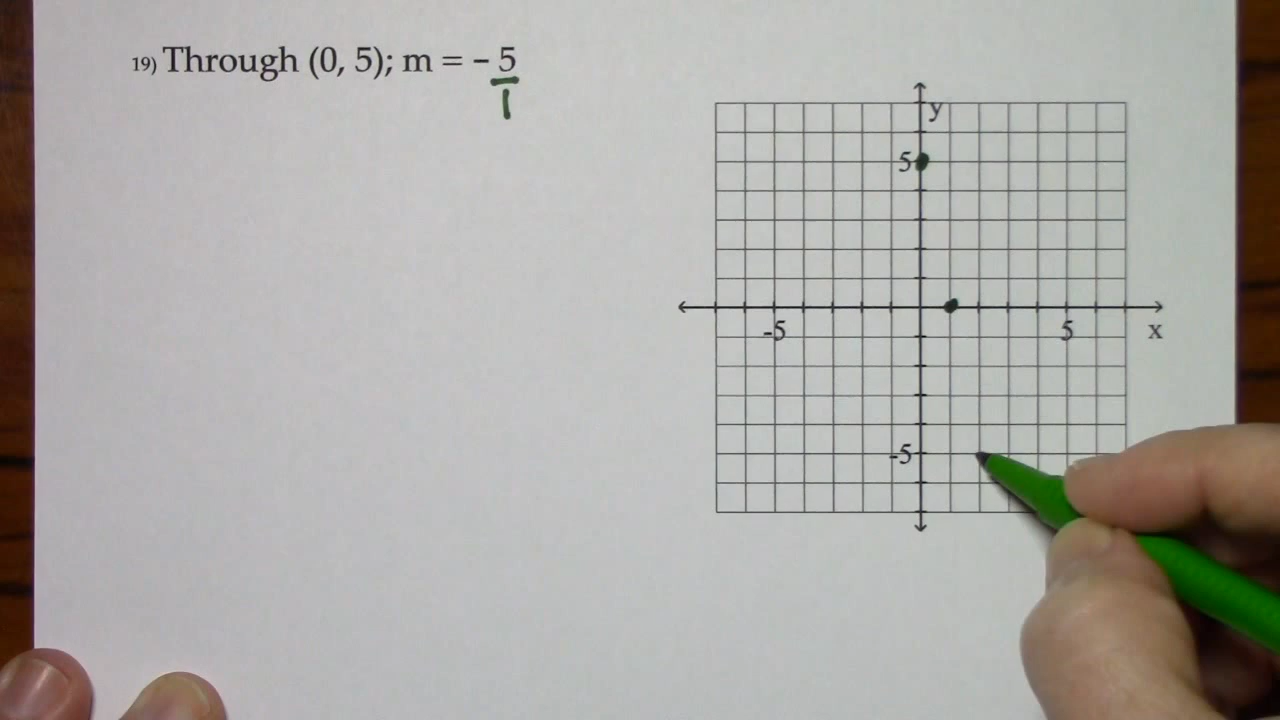 19) Through (0, 5); m = – 5
1
y
5
-5
5
x
-5